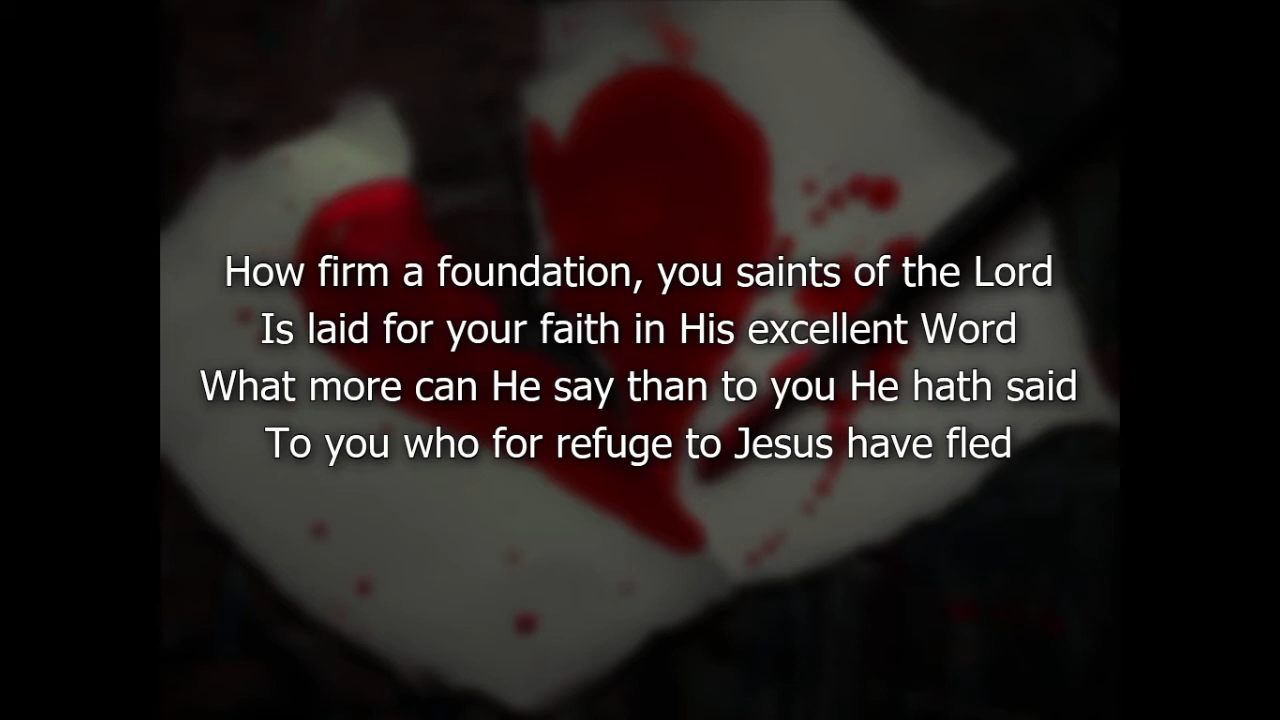 How firm a foundation, you saints of the Lord
Is laid for your faith in His excellent Word
What more can He say than to you He hath said
To you who for refuge to Jesus have fled